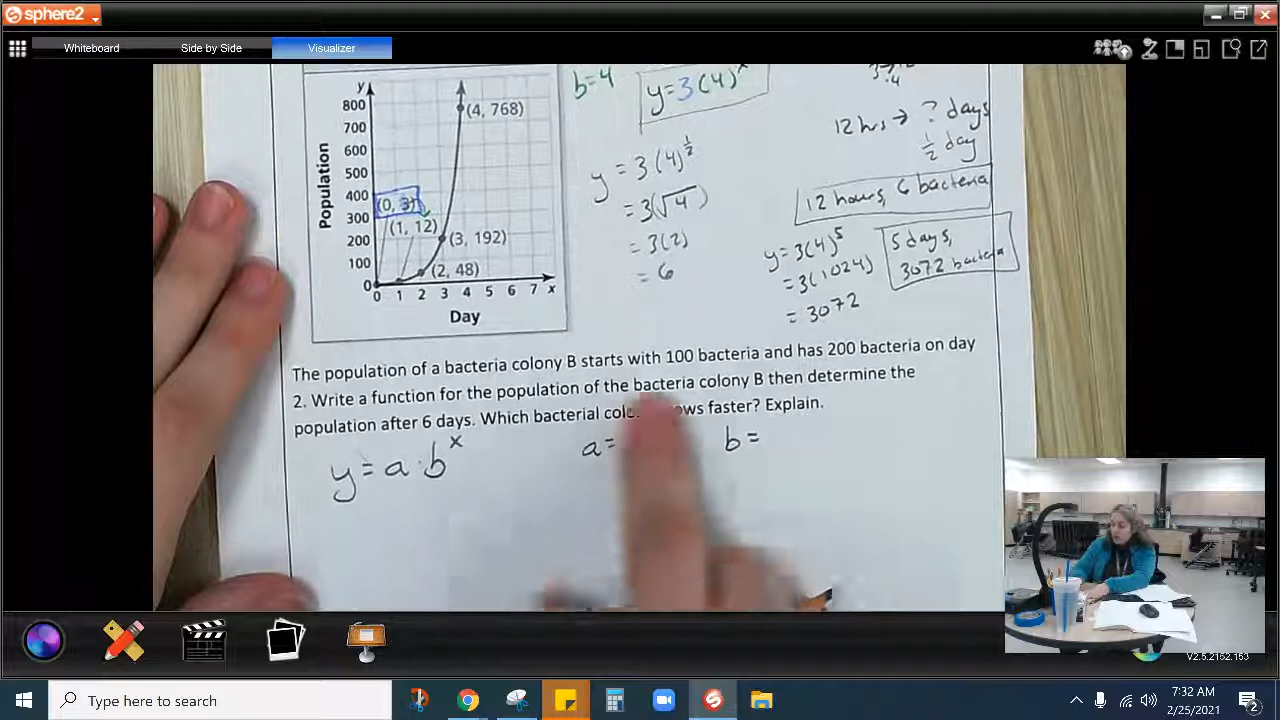 sphere2
Whiteboard
Side by Side
Visualizer
y
800
700
600
500
400
300
200
100
0
0 1 2 3 4 5 6 7 x
Population
Day
(4, 768)
(0, 3)
(1, 12)
(3, 192)
(2, 48)
b=4
y=3(4)^x
y = 3(4)^½
= 3(√4)
= 3(2)
= 6
12 hrs → ? days
½ day
12 hours, 6 bacteria
y=3(4)^5
=3(1024)
= 3072
5 days,
3072 bacteria
The population of a bacteria colony B starts with 100 bacteria and has 200 bacteria on day
2. Write a function for the population of the bacteria colony B then determine the
population after 6 days. Which bacterial faster? Explain.
y = a · b^x
a =
b =
V2.5.2152.183
Type here to search
7:32 AM
2/25/2021
2